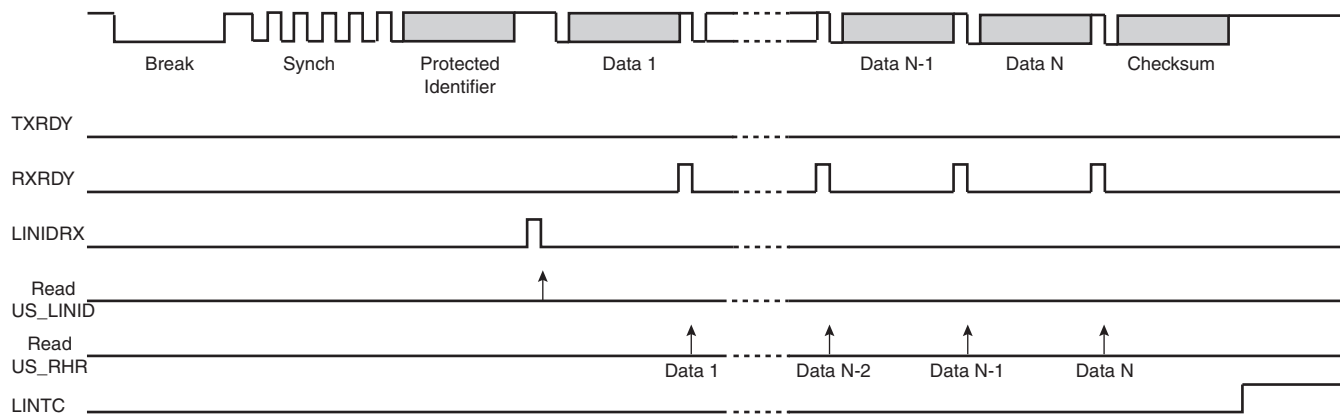 Break
Synch
Protected
Identifier
Data 1
Data N-1
Data N
Checksum
TXRDY
RXRDY
LINIDRX
Read
US_LINID
Read
US_RHR
Data 1
Data N-2
Data N-1
Data N
LINTC